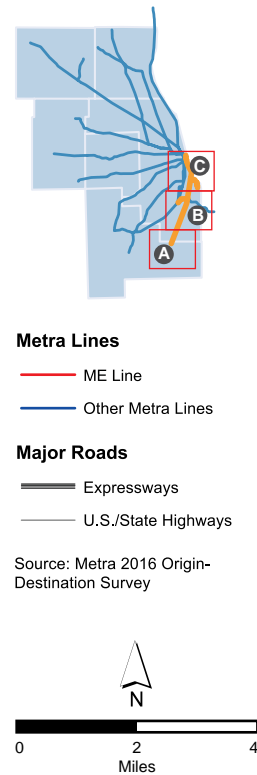 C
B
A
Metra Lines
ME Line
Other Metra Lines
Major Roads
Expressways
U.S./State Highways
Source: Metra 2016 Origin-
Destination Survey
N
0 2 4
Miles